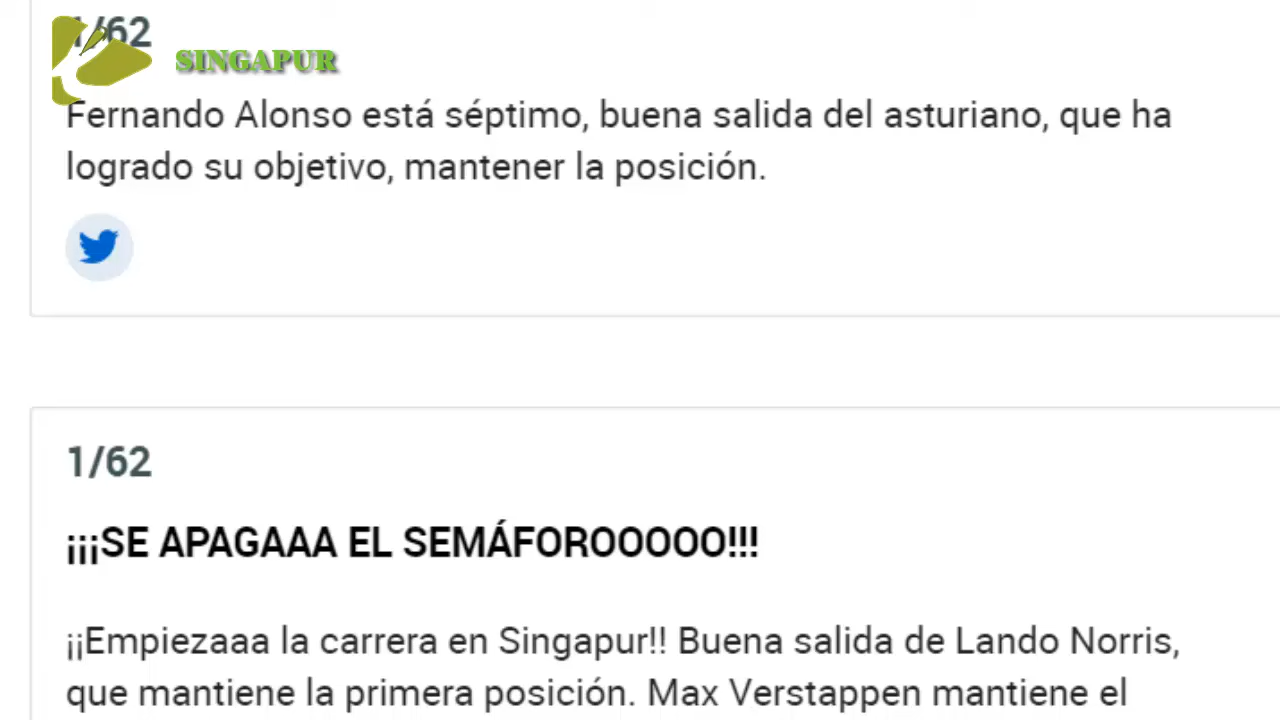 1/62
SINGAPUR
Fernando Alonso está séptimo, buena salida del asturiano, que ha
logrado su objetivo, mantener la posición.
1/62
¡¡¡SE APAGAAA EL SEMÁFOROOOOO!!!
¡¡Empiezaaa la carrera en Singapur!! Buena salida de Lando Norris,
que mantiene la primera posición. Max Verstappen mantiene el